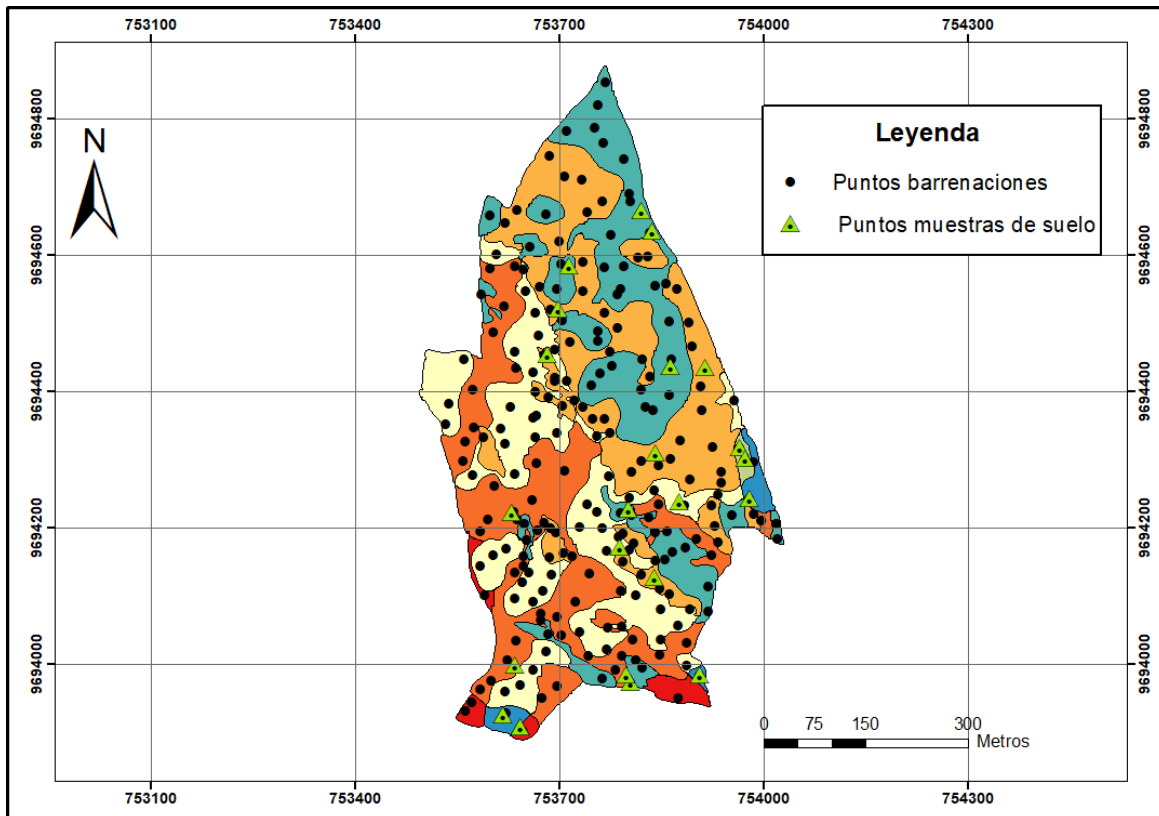 753100 753400 753700 754000 754300
9694800 9694800
N
Leyenda
Puntos barrenaciones
Puntos muestras de suelo
9694600 9694600
9694400 9694400
9694200 9694200
9694000 9694000
0 75 150 300
Metros
753100 753400 753700 754000 754300